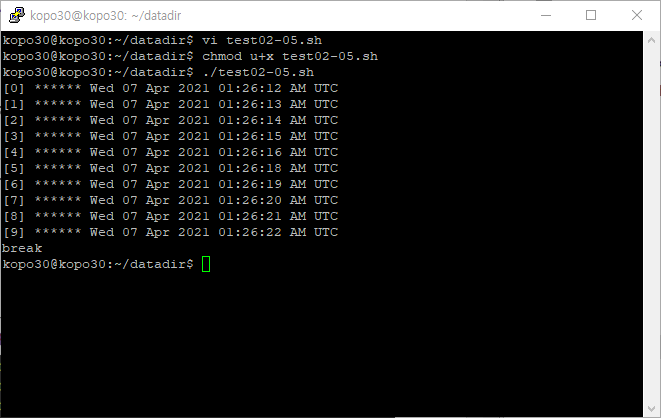 kopo30@kopo30: ~/datadir
kopo30@kopo30:~/datadir$ vi test02-05.sh
kopo30@kopo30:~/datadir$ chmod u+x test02-05.sh
kopo30@kopo30:~/datadir$ ./test02-05.sh
[0] ****** Wed 07 Apr 2021 01:26:12 AM UTC
[1] ****** Wed 07 Apr 2021 01:26:13 AM UTC
[2] ****** Wed 07 Apr 2021 01:26:14 AM UTC
[3] ****** Wed 07 Apr 2021 01:26:15 AM UTC
[4] ****** Wed 07 Apr 2021 01:26:16 AM UTC
[5] ****** Wed 07 Apr 2021 01:26:18 AM UTC
[6] ****** Wed 07 Apr 2021 01:26:19 AM UTC
[7] ****** Wed 07 Apr 2021 01:26:20 AM UTC
[8] ****** Wed 07 Apr 2021 01:26:21 AM UTC
[9] ****** Wed 07 Apr 2021 01:26:22 AM UTC
break
kopo30@kopo30:~/datadir$